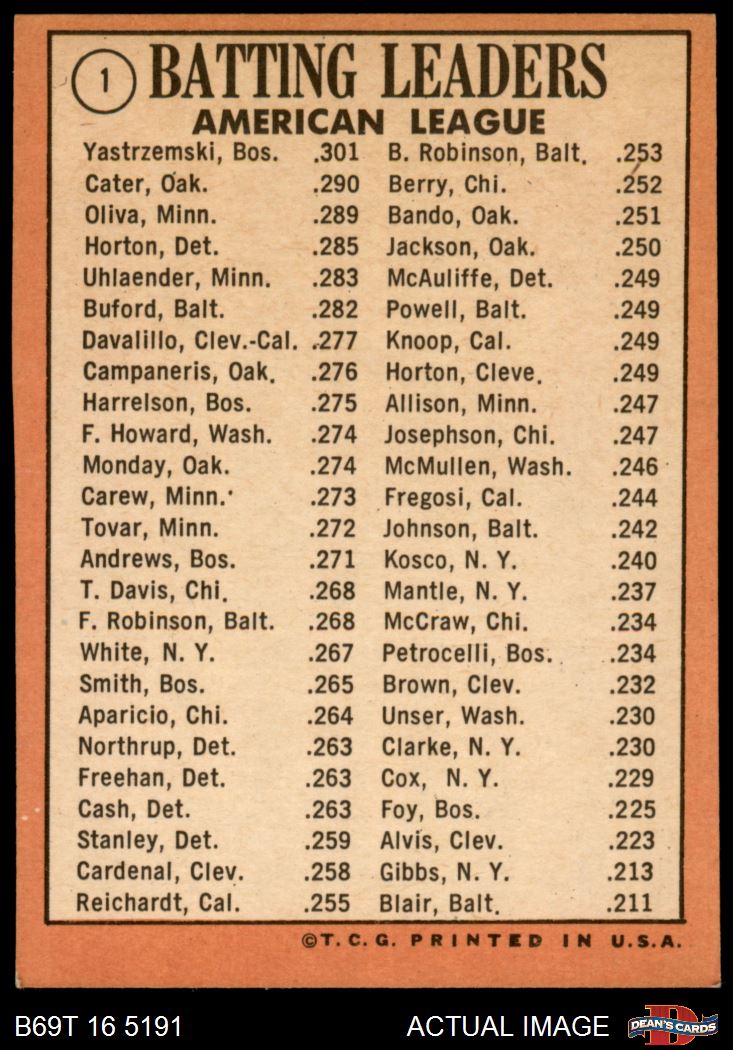 1
BATTING LEADERS
AMERICAN LEAGUE
Yastrzemski, Bos. .301
Cater, Oak. .290
Oliva, Minn. .289
Horton, Det. .285
Uhlaender, Minn. .283
Buford, Balt. .282
Davalillo, Clev.-Cal. .277
Campaneris, Oak. .276
Harrelson, Bos. .275
F. Howard, Wash. .274
Monday, Oak. .274
Carew, Minn. .273
Tovar, Minn. .272
Andrews, Bos. .271
T. Davis, Chi. .268
F. Robinson, Balt. .268
White, N. Y. .267
Smith, Bos. .265
Aparicio, Chi. .264
Northrup, Det. .263
Freehan, Det. .263
Cash, Det. .263
Stanley, Det. .259
Cardenal, Clev. .258
Reichardt, Cal. .255
B. Robinson, Balt. .253
Berry, Chi. .252
Bando, Oak. .251
Jackson, Oak. .250
McAuliffe, Det. .249
Powell, Balt. .249
Knoop, Cal. .249
Horton, Cleve. .249
Allison, Minn. .247
Josephson, Chi. .247
McMullen, Wash. .246
Fregosi, Cal. .244
Johnson, Balt. .242
Kosco, N. Y. .240
Mantle, N. Y. .237
McCraw, Chi. .234
Petrocelli, Bos. .234
Brown, Clev. .232
Unser, Wash. .230
Clarke, N. Y. .230
Cox, N. Y. .229
Foy, Bos. .225
Alvis, Clev. .223
Gibbs, N. Y. .213
Blair, Balt. .211
©T. C. G. PRINTED IN U.S.A.
B69T 16 5191
ACTUAL IMAGE
D
DEAN'S CARDS